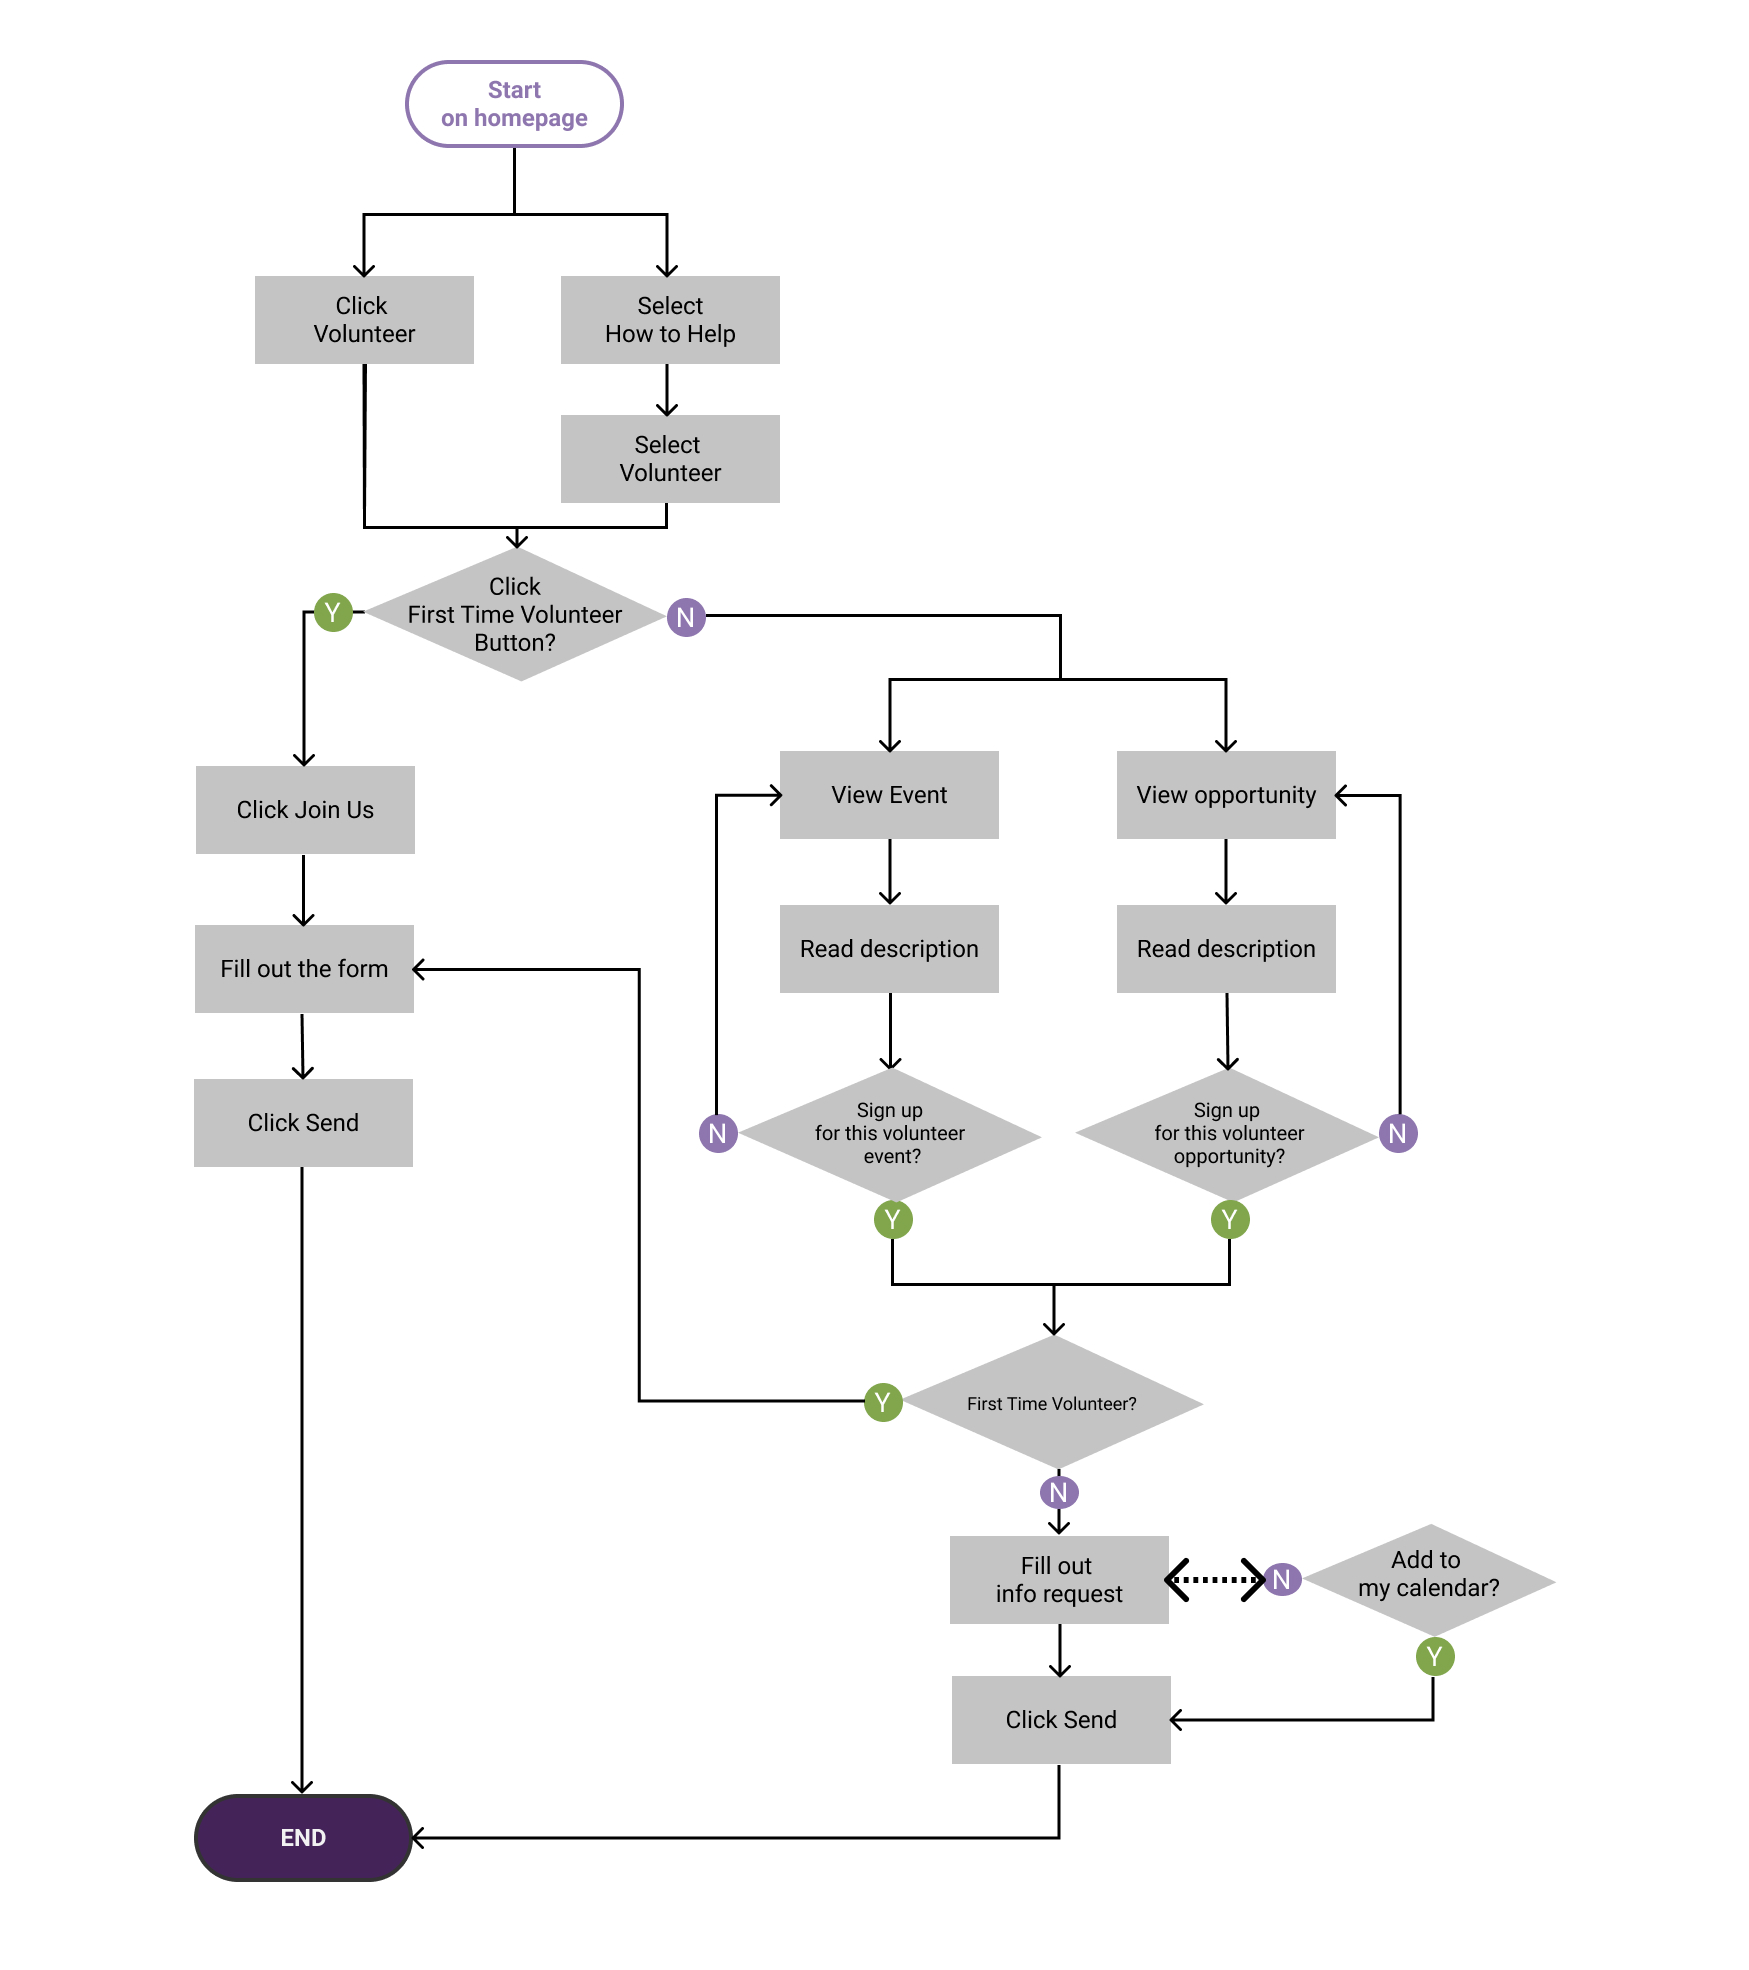 Start
on homepage
Click
Volunteer
Select
How to Help
Select
Volunteer
Click
First Time Volunteer
Button?
Y
N
Click Join Us
View Event
View opportunity
Fill out the form
Read description
Read description
Click Send
Sign up
for this volunteer
event?
N
Y
Sign up
for this volunteer
opportunity?
N
Y
First Time Volunteer?
Y
N
Fill out
info request
N
Add to
my calendar?
Y
Click Send
END